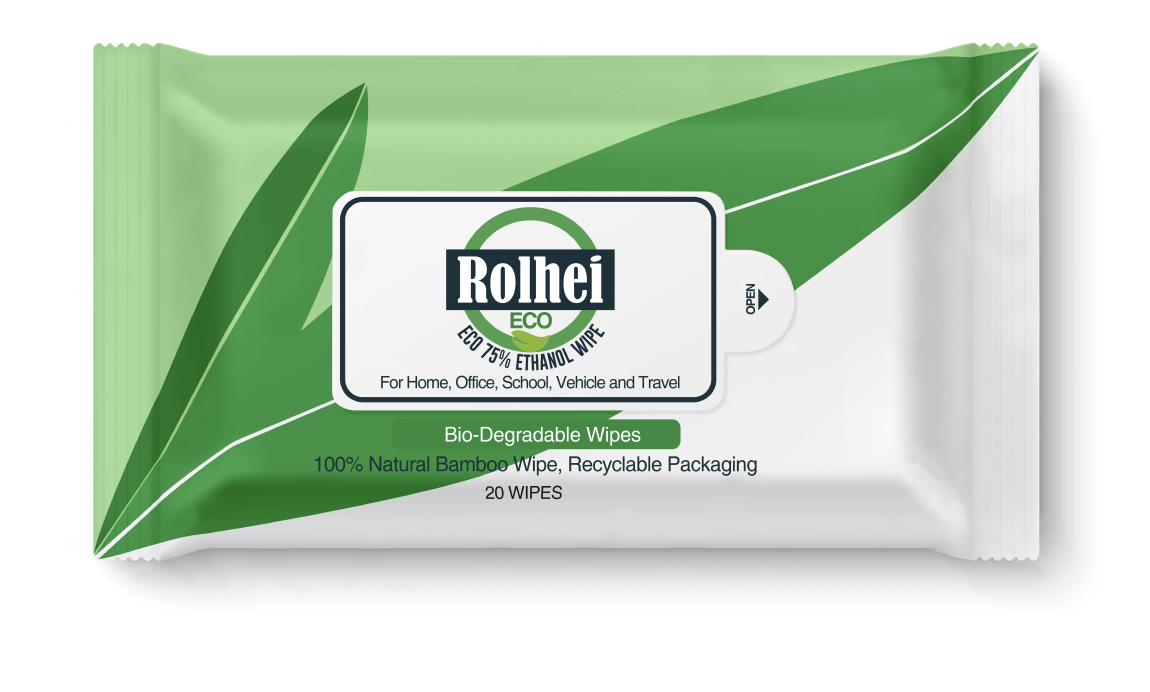 Rolhei
ECO
ECO 75% ETHANOL WIPE
For Home, Office, School, Vehicle and Travel
OPEN
Bio-Degradable Wipes
100% Natural Bamboo Wipe, Recyclable Packaging
20 WIPES